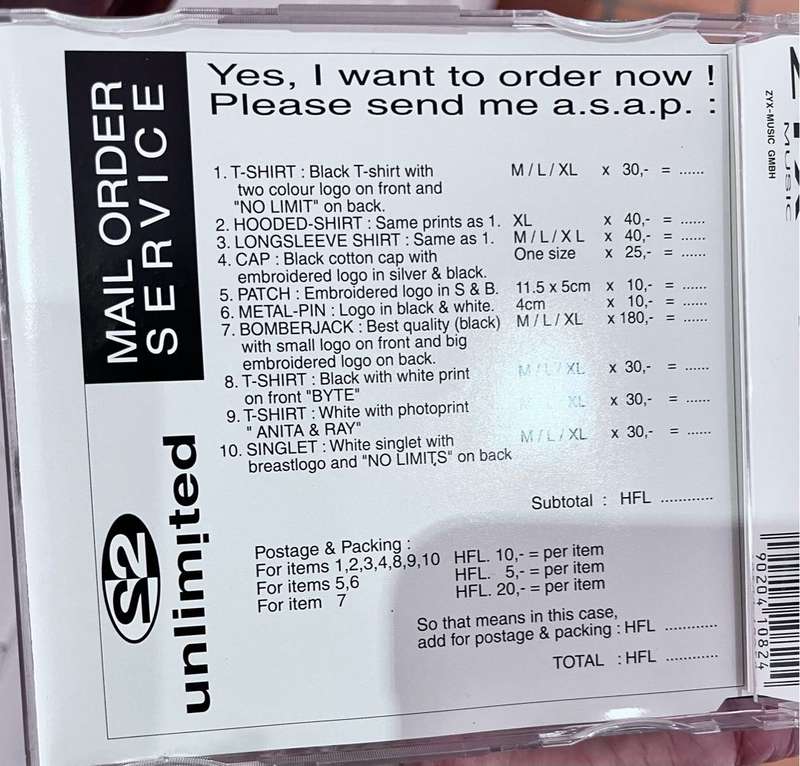 MAIL ORDER
SERVICE
Yes, I want to order now !
Please send me a.s.a.p. :
1. T-SHIRT : Black T-shirt with M / L / XL x 30,- = ......
two colour logo on front and
"NO LIMIT" on back.
2. HOODED-SHIRT : Same prints as 1. XL x 40,- = ......
3. LONGSLEEVE SHIRT : Same as 1. M / L / X L x 40,- = ......
4. CAP : Black cotton cap with One size x 25,- = ......
embroidered logo in silver & black.
5. PATCH : Embroidered logo in S & B. 11.5 x 5cm x 10,- = ......
6. METAL-PIN : Logo in black & white. 4cm x 10,- = ......
7. BOMBERJACK : Best quality (black) M / L / XL x 180,- = ......
with small logo on front and big
embroidered logo on back.
8. T-SHIRT : Black with white print M / L / XL x 30,- = ......
on front "BYTE"
9. T-SHIRT : White with photoprint M / L / XL x 30,- = ......
" ANITA & RAY"
10. SINGLET : White singlet with M / L / XL x 30,- = ......
breastlogo and "NO LIMITS" on back
Subtotal : HFL ............
Postage & Packing :
For items 1,2,3,4,8,9,10 HFL. 10,- = per item
For items 5,6 HFL. 5,- = per item
For item 7 HFL. 20,- = per item
So that means in this case,
add for postage & packing : HFL ............
TOTAL : HFL ............
S2
unlimited
MUSIC
ZYX-MUSIC GMBH
90204 10824